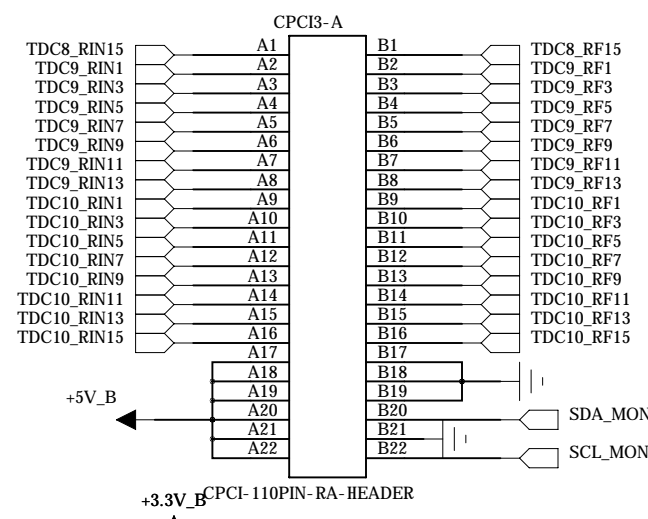 CPCI3-A
TDC8_RIN15 A1 B1 TDC8_RF15
TDC9_RIN1 A2 B2 TDC9_RF1
TDC9_RIN3 A3 B3 TDC9_RF3
TDC9_RIN5 A4 B4 TDC9_RF5
TDC9_RIN7 A5 B5 TDC9_RF7
TDC9_RIN9 A6 B6 TDC9_RF9
TDC9_RIN11 A7 B7 TDC9_RF11
TDC9_RIN13 A8 B8 TDC9_RF13
TDC10_RIN1 A9 B9 TDC10_RF1
TDC10_RIN3 A10 B10 TDC10_RF3
TDC10_RIN5 A11 B11 TDC10_RF5
TDC10_RIN7 A12 B12 TDC10_RF7
TDC10_RIN9 A13 B13 TDC10_RF9
TDC10_RIN11 A14 B14 TDC10_RF11
TDC10_RIN13 A15 B15 TDC10_RF13
TDC10_RIN15 A16 B16 TDC10_RF15
A17 B17
A18 B18
+5V_B A19 B19
A20 B20 SDA_MON
A21 B21
A22 B22 SCL_MON
+3.3V_B CPCI-110PIN-RA-HEADER